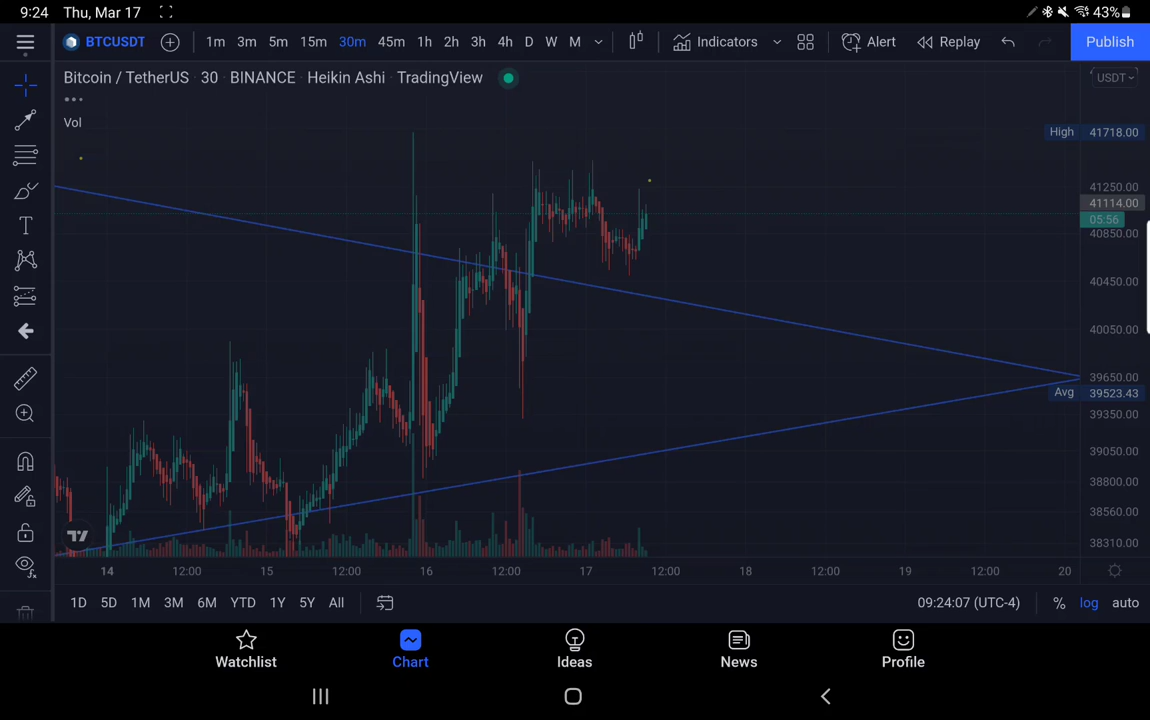 9:24 Thu, Mar 17 43%
BTCUSDT 1m 3m 5m 15m 30m 45m 1h 2h 3h 4h D W M Indicators Alert Replay Publish
Bitcoin / TetherUS 30 BINANCE Heikin Ashi TradingView USDT
Vol
High 41718.00
41250.00
41114.00
05:56
40850.00
40450.00
40050.00
39650.00
Avg 39523.43
39350.00
39050.00
38800.00
38560.00
38310.00
14 12:00 15 12:00 16 12:00 17 12:00 18 12:00 19 12:00 20
1D 5D 1M 3M 6M YTD 1Y 5Y All 09:24:07 (UTC-4) % log auto
Watchlist Chart Ideas News Profile